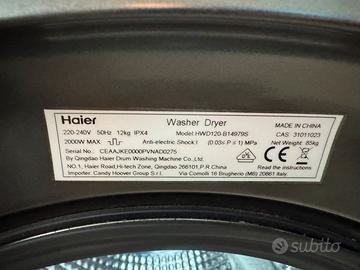 Haier Washer Dryer MADE IN CHINA
220-240V 50Hz 12kg IPX4 MODEL:HWD120-B14979S CAS 31011023
2000W MAX Anti-electric Shock I (0.03≤ P ≤ 1) MPa Net Weight: 85kg
SERIAL NO: CEAAJKE0000PVNAD0275
By Qingdao Haier Drum Washing Machine Co.,Ltd.
NO.1, Haier Road.Hi-tech Zone, Qingdao 266101,P.R.China
Importer: Candy Hoover Group S.r.l. Via Comolli 16 Brugherio (MB) 20861 Italy
CE
Read the instructions
subito